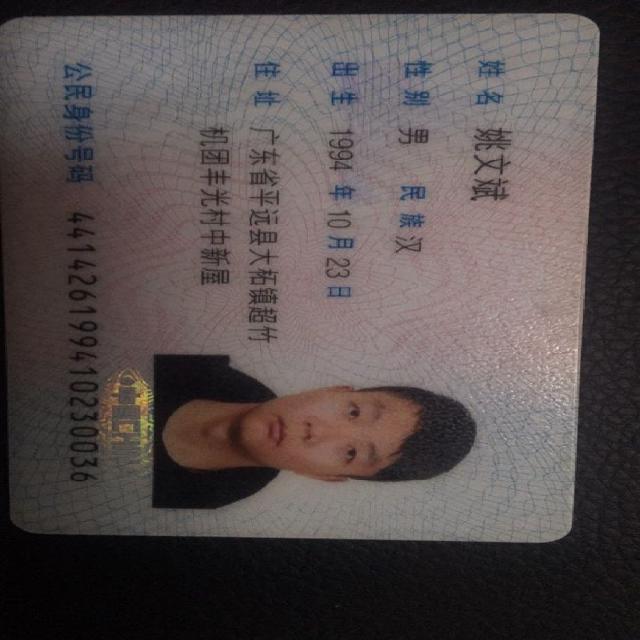 姓名 姚文斌
性别 男 民族 汉
出生 1994 年 10 月 23 日
住址 广东省平远县大柘镇超竹
机团丰光村中新屋
公民身份号码 441426199410230036